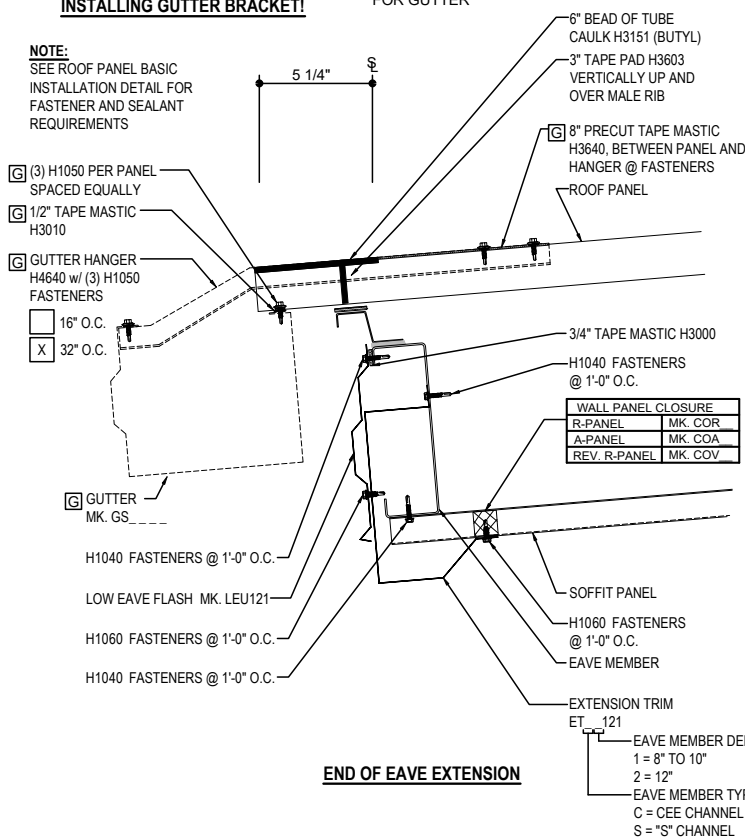 INSTALLING GUTTER BRACKET!
FOR GUTTER
NOTE:
SEE ROOF PANEL BASIC
INSTALLATION DETAIL FOR
FASTENER AND SEALANT
REQUIREMENTS
5 1/4"
6" BEAD OF TUBE
CAULK H3151 (BUTYL)
3" TAPE PAD H3603
VERTICALLY UP AND
OVER MALE RIB
G 8" PRECUT TAPE MASTIC
H3640, BETWEEN PANEL AND
HANGER @ FASTENERS
ROOF PANEL
G (3) H1050 PER PANEL
SPACED EQUALLY
G 1/2" TAPE MASTIC
H3010
G GUTTER HANGER
H4640 w/ (3) H1050
FASTENERS
16" O.C.
X 32" O.C.
3/4" TAPE MASTIC H3000
H1040 FASTENERS
@ 1'-0" O.C.
WALL PANEL CLOSURE
R-PANEL MK. COR__
A-PANEL MK. COA__
REV. R-PANEL MK. COV__
G GUTTER
MK. GS____
H1040 FASTENERS @ 1'-0" O.C.
LOW EAVE FLASH MK. LEU121
H1060 FASTENERS @ 1'-0" O.C.
H1040 FASTENERS @ 1'-0" O.C.
SOFFIT PANEL
H1060 FASTENERS
@ 1'-0" O.C.
EAVE MEMBER
EXTENSION TRIM
ET__121
EAVE MEMBER DE
1 = 8" TO 10"
2 = 12"
EAVE MEMBER TY
C = CEE CHANNEL
S = "S" CHANNEL
END OF EAVE EXTENSION